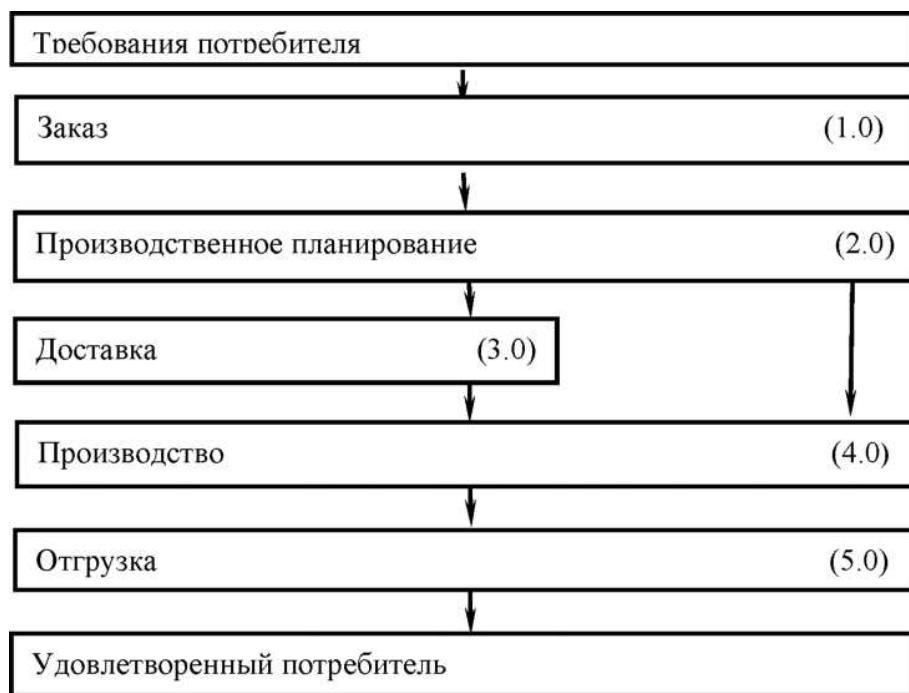 Требования потребителя
Заказ (1.0)
Производственное планирование (2.0)
Доставка (3.0)
Производство (4.0)
Отгрузка (5.0)
Удовлетворенный потребитель